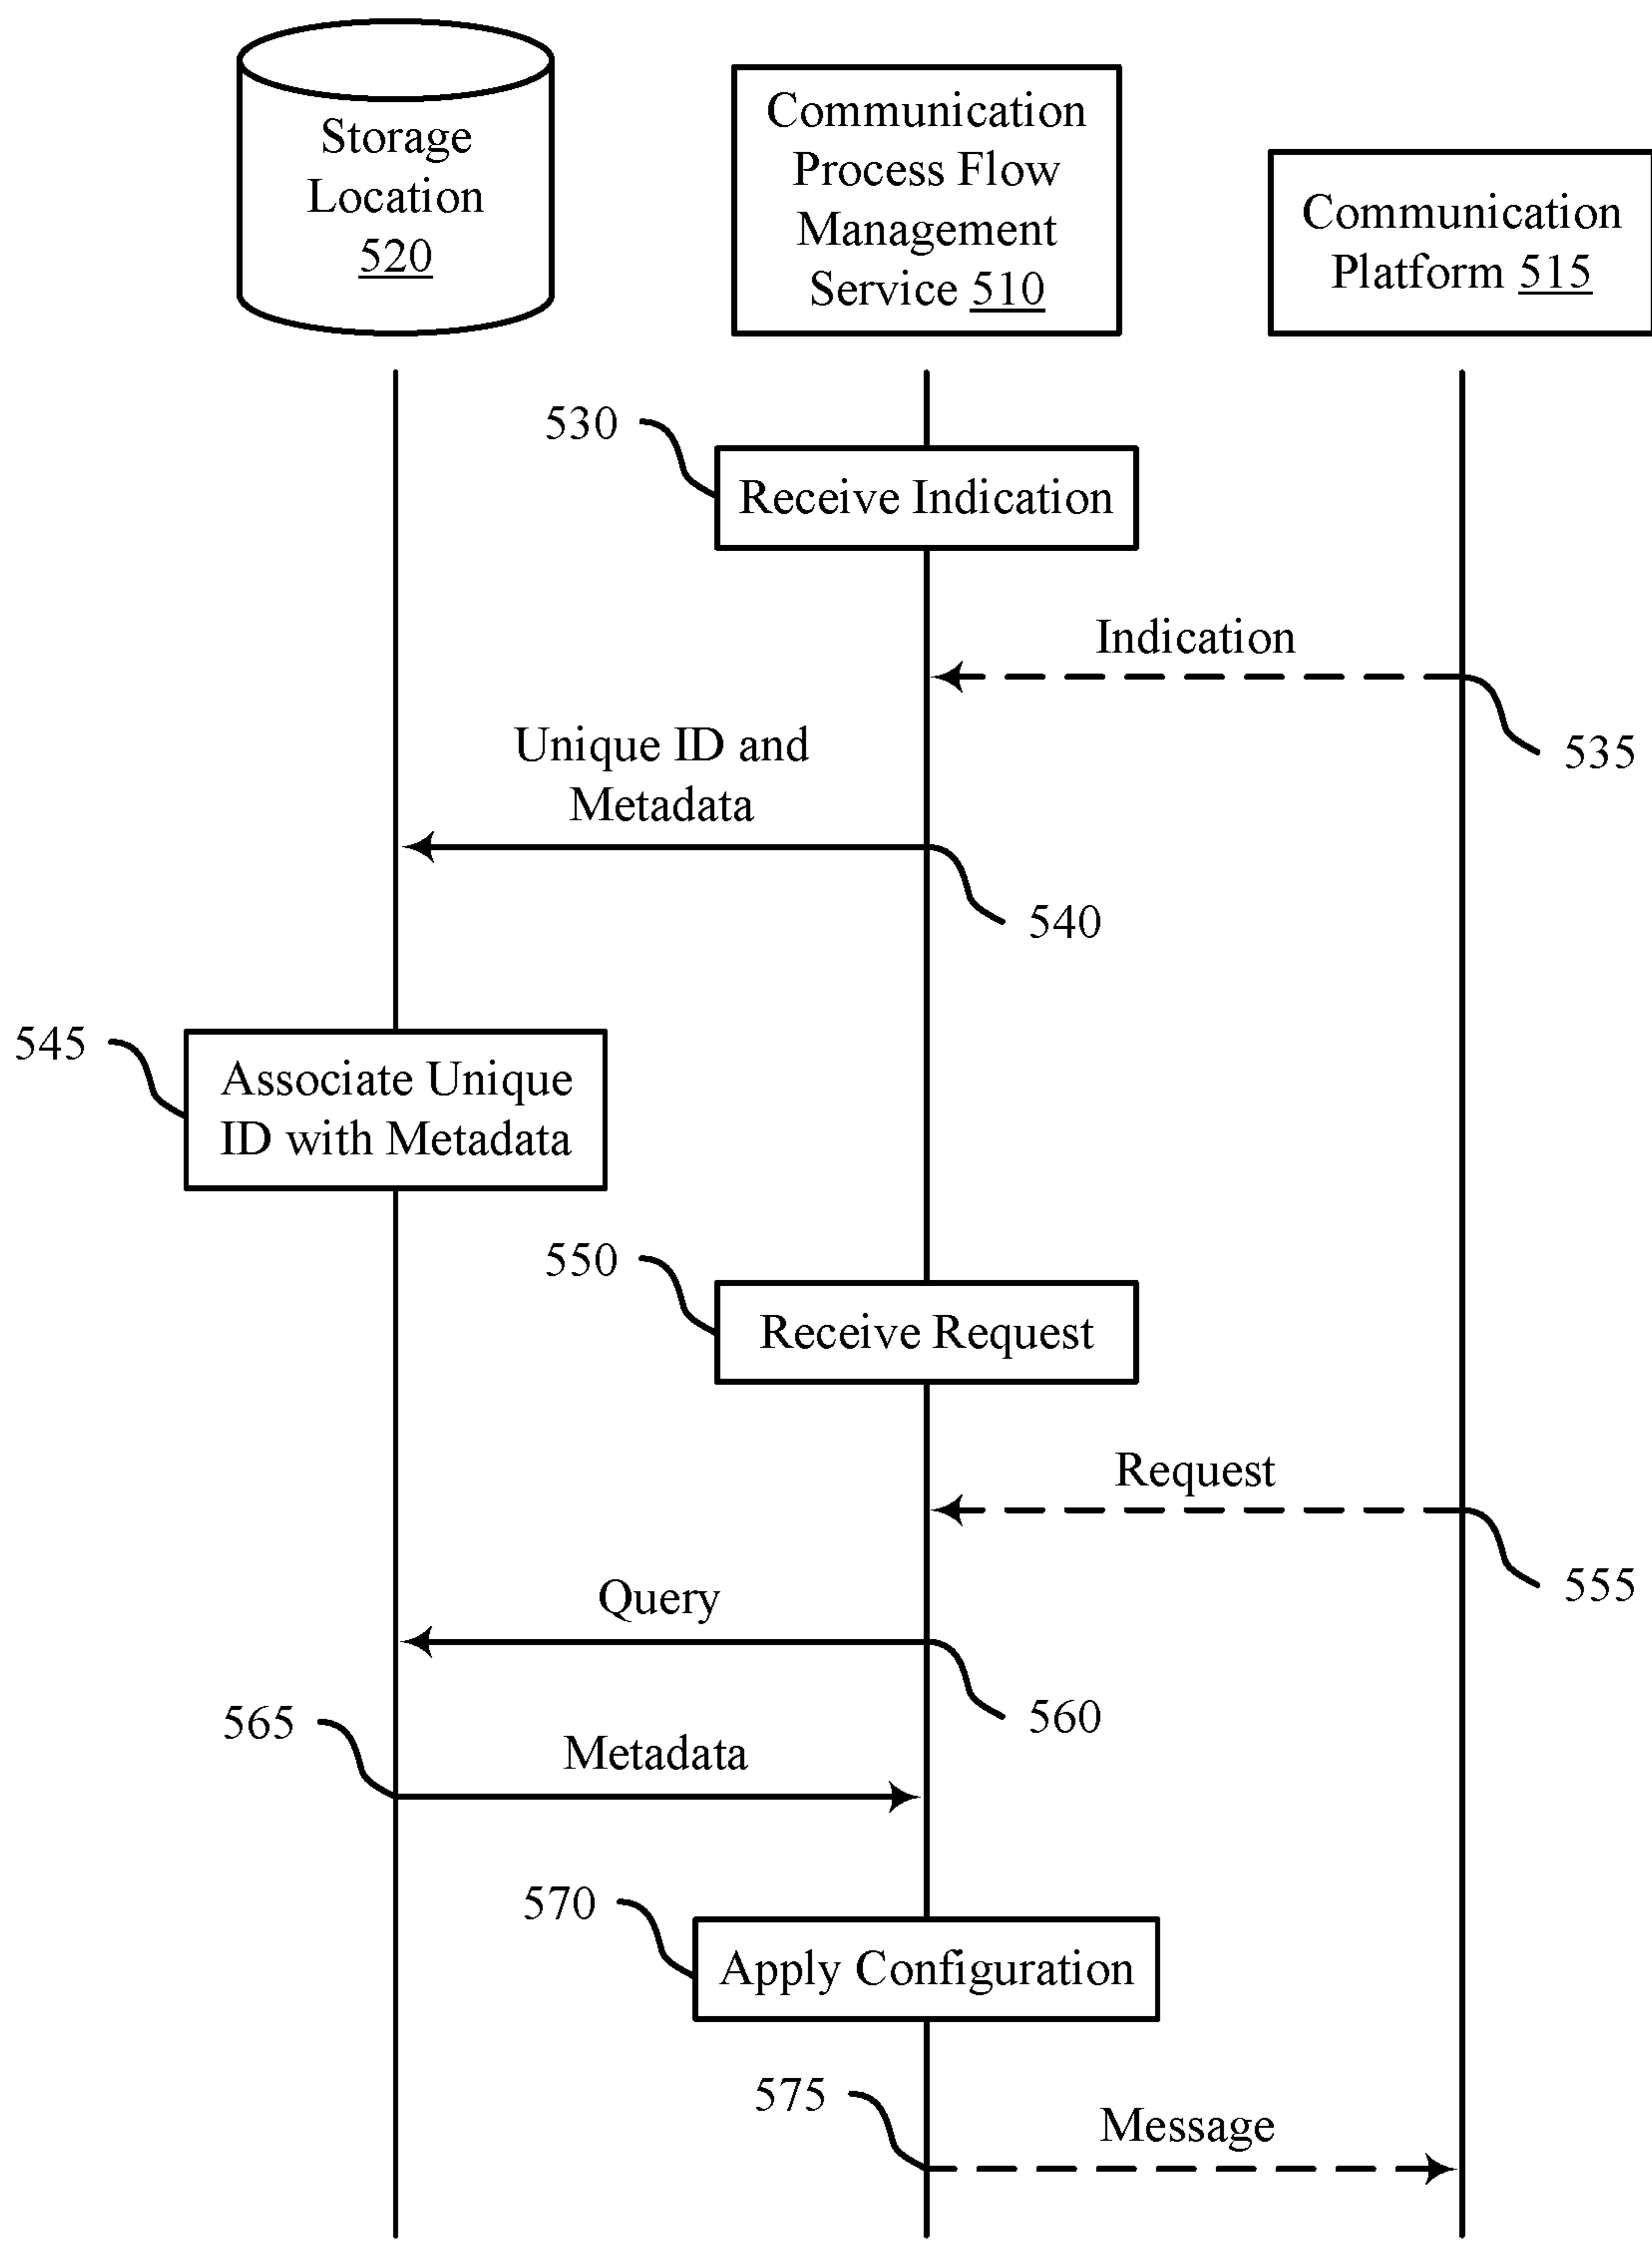 Storage
Location
520
Communication
Process Flow
Management
Service 510
Communication
Platform 515
530
Receive Indication
Indication
535
Unique ID and
Metadata
540
545
Associate Unique
ID with Metadata
550
Receive Request
Request
555
Query
560
565
Metadata
570
Apply Configuration
575
Message